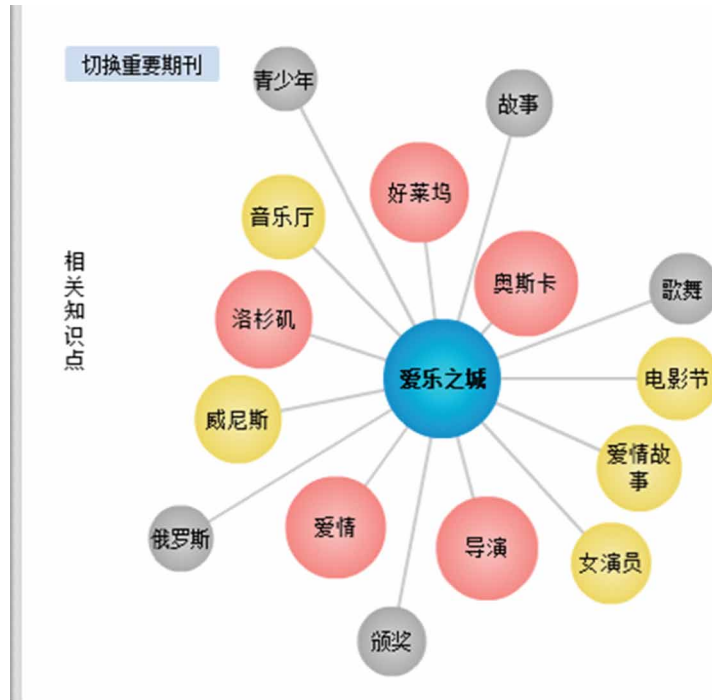 切换重要期刊
青少年
故事
好莱坞
音乐厅
奥斯卡
歌舞
相关知识点
洛杉矶
爱乐之城
电影节
威尼斯
爱情故
事
俄罗斯
爱情
导演
女演员
颁奖